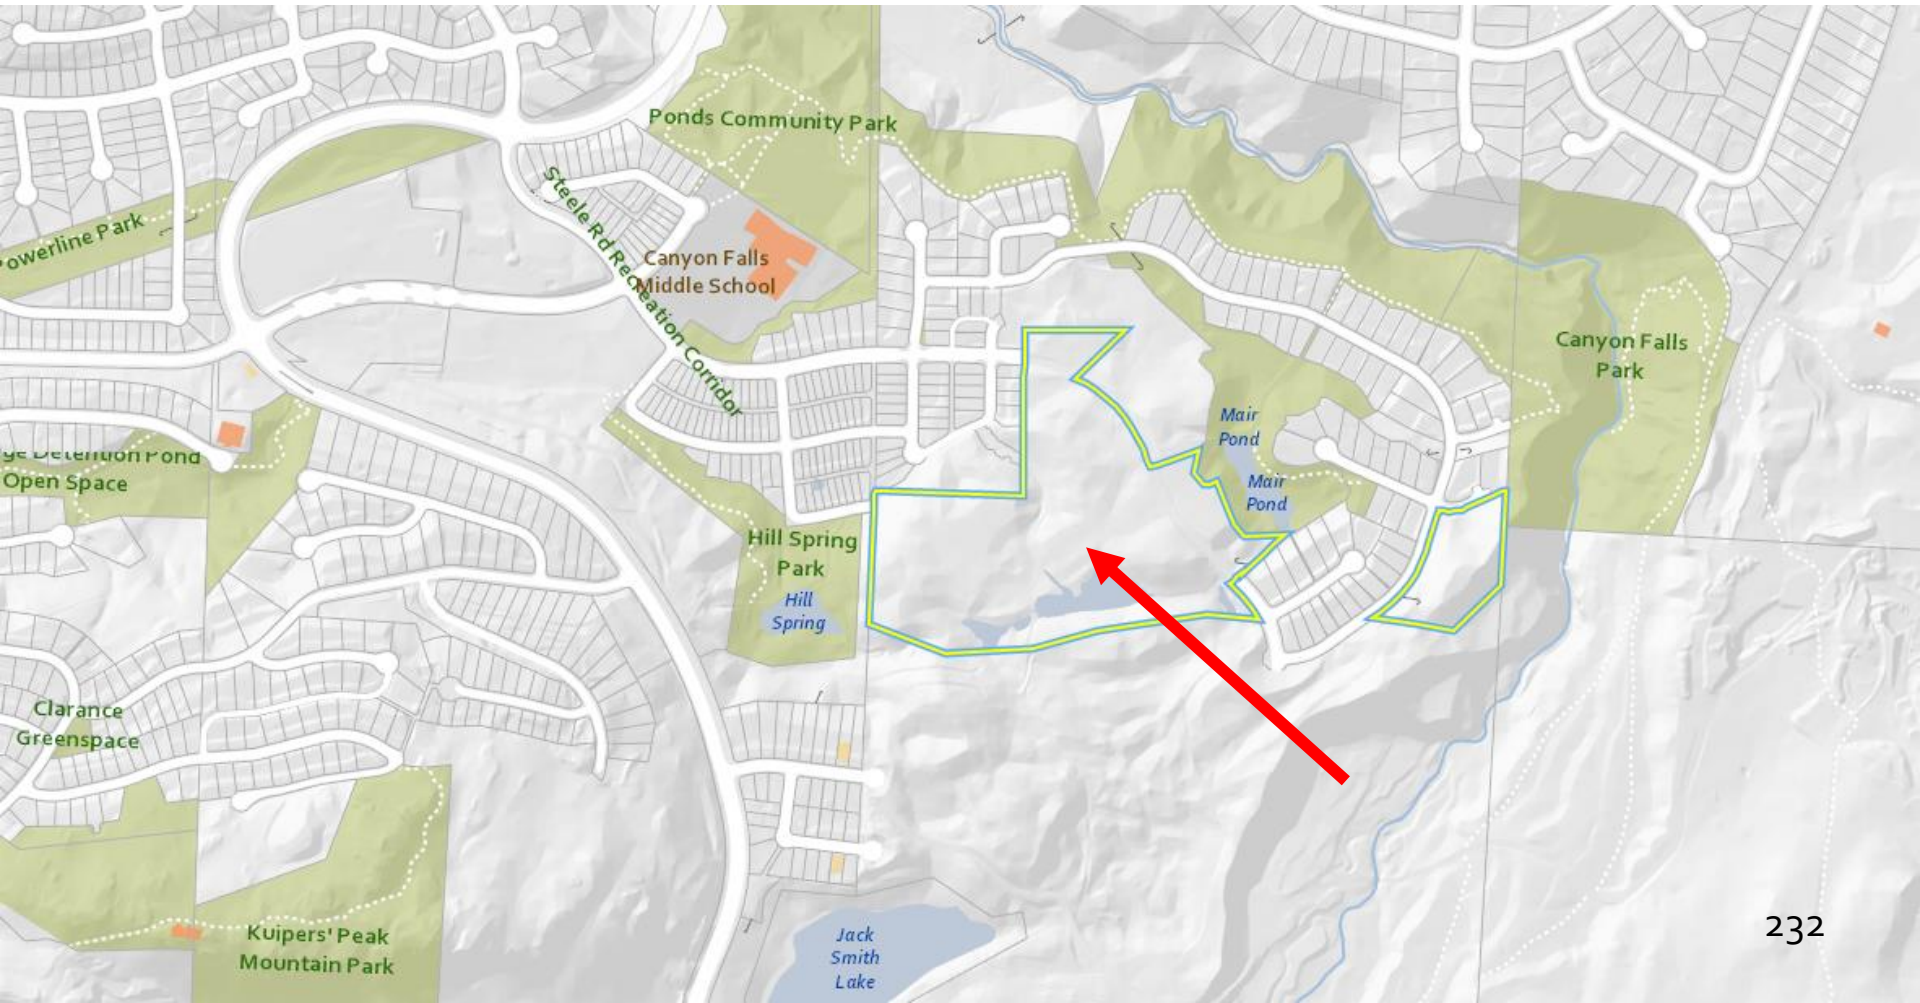 Ponds Community Park
Steele Rd Recreation Corridor
owerline Park
Canyon Falls
Middle School
Canyon Falls
Park
Mair
Pond
Mair
Pond
ge Detention Pond
Open Space
Hill Spring
Park
Hill
Spring
Clarance
Greenspace
Kuipers' Peak
Mountain Park
Jack
Smith
Lake
232